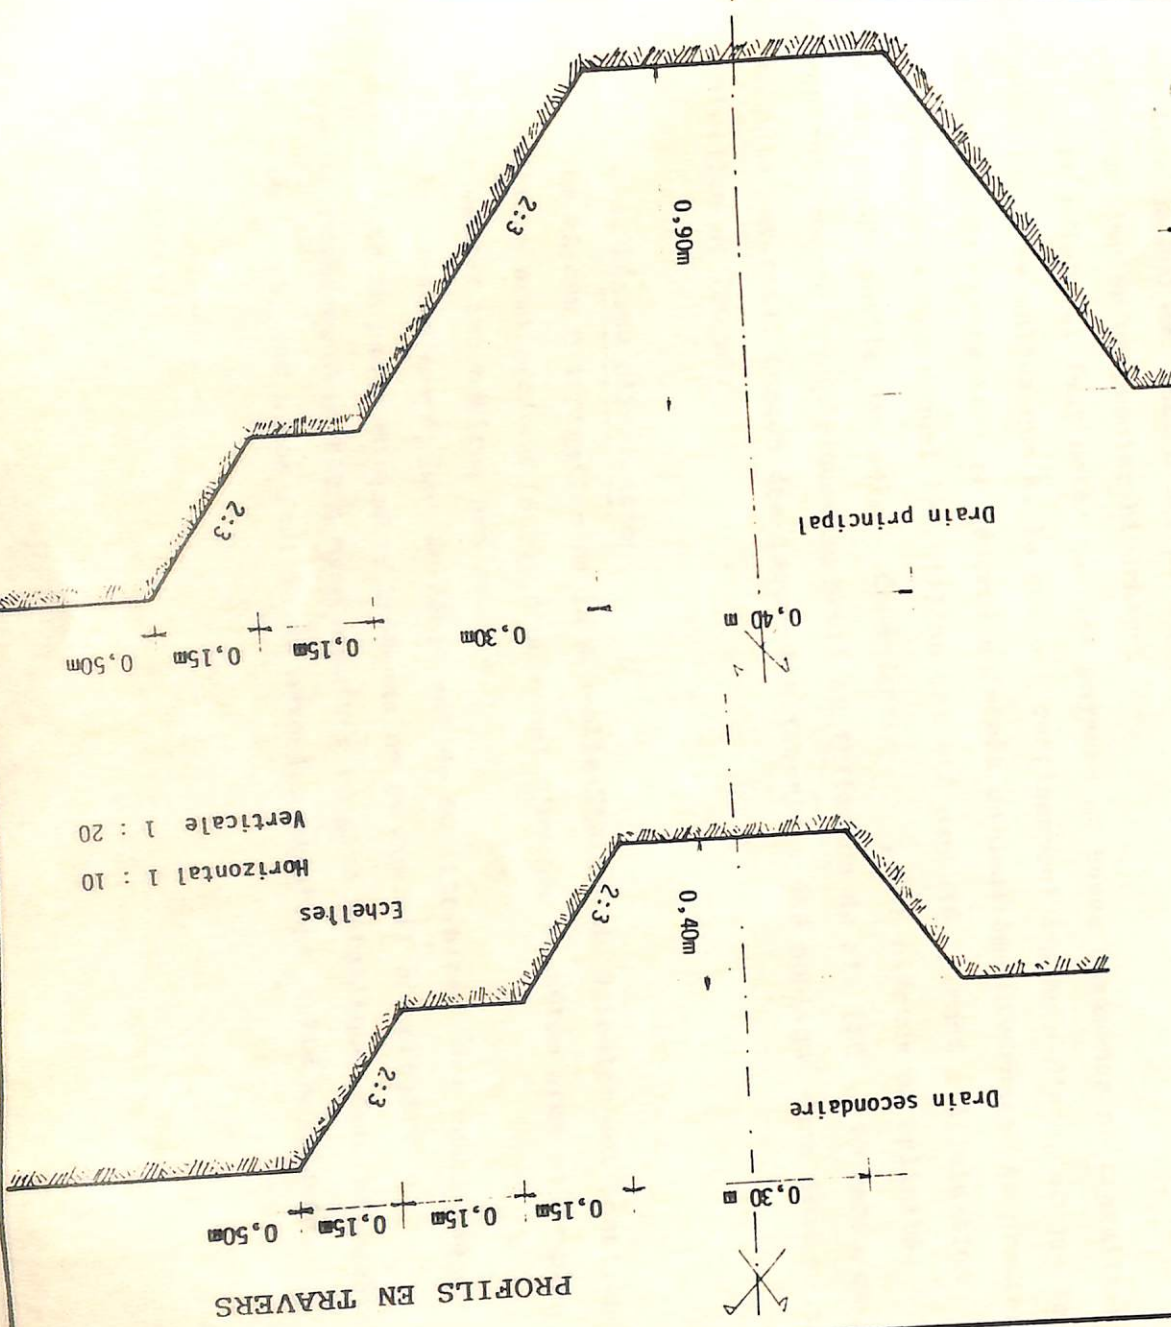 PROFILS EN TRAVERS
0,30 m 0,15m 0,15m 0,15m 0,50m
Drain secondaire
2:3
0,40m
2:3
Echelles
Horizontal 1 : 10
Verticale 1 : 20
0,40 m 0,30m 0,15m 0,15m 0,50m
Drain principal
2:3
0,90m
2:3